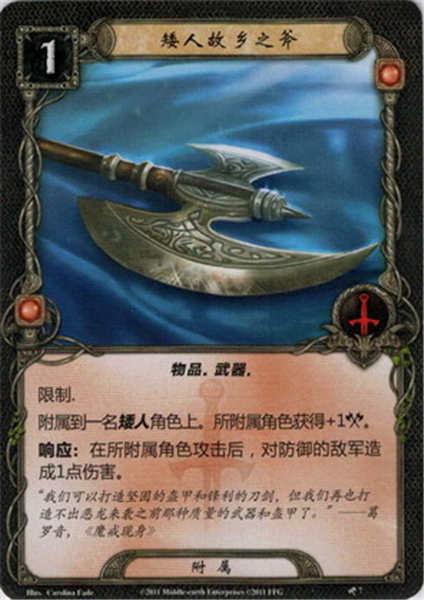 1
矮人故乡之斧
物品. 武器.
限制.
附属到一名矮人角色上。所附属角色获得+1。
响应：在所附属角色攻击后，对防御的敌军造
成1点伤害。
“我们可以打造坚固的盔甲和锋利的刀剑，但我们再也打
造不出恶龙来袭之前那种质量的武器和盔甲了。”——葛
罗音，《魔戒现身》
附属
Illus. Carolina Eade ©2011 Middle-earth Enterprises ©2011 FFG 7